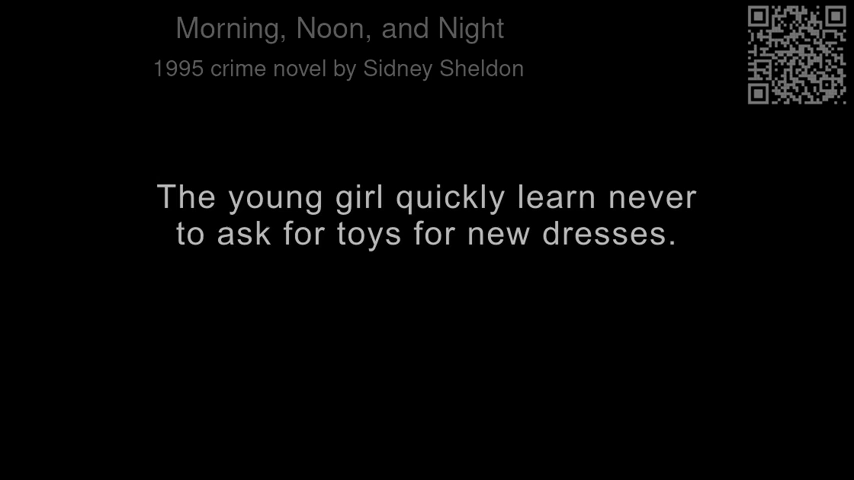 Morning, Noon, and Night
1995 crime novel by Sidney Sheldon
The young girl quickly learn never
to ask for toys for new dresses.